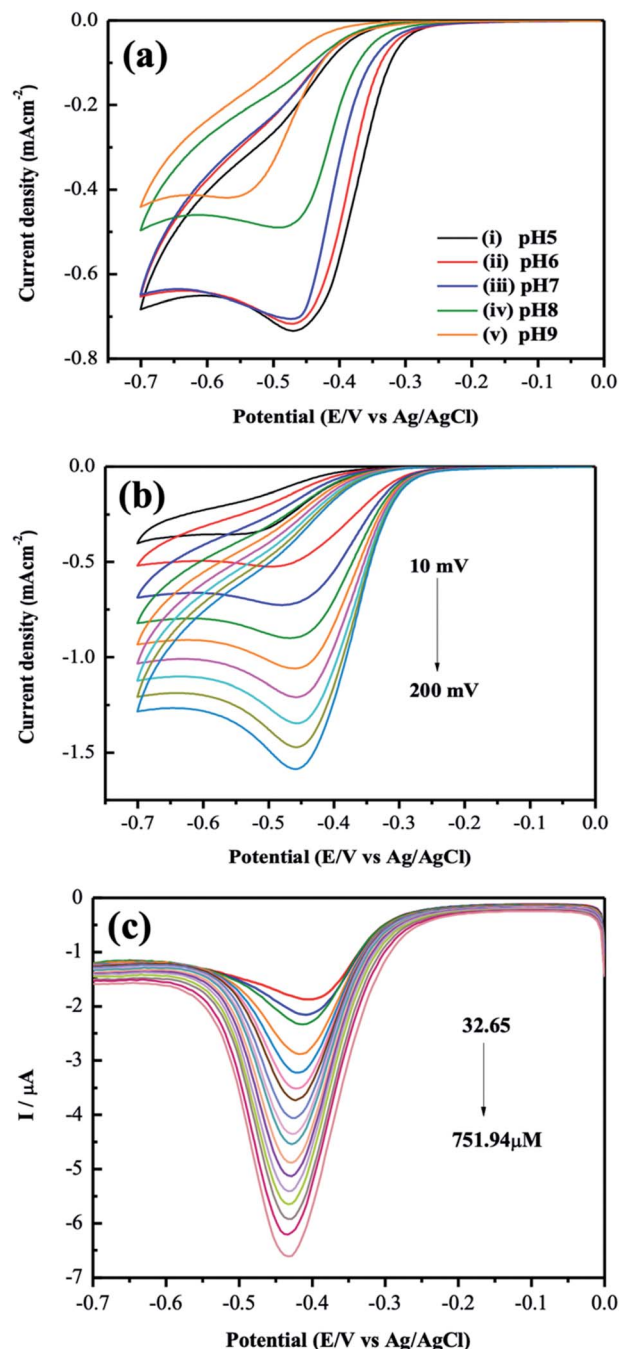 (a)
0.0
-0.2
-0.4
-0.6
-0.8
Current density (mAcm-2)
(i) pH5
(ii) pH6
(iii) pH7
(iv) pH8
(v) pH9
-0.7 -0.6 -0.5 -0.4 -0.3 -0.2 -0.1 0.0
Potential (E/V vs Ag/AgCl)
(b)
0.0
-0.5
-1.0
-1.5
Current density (mAcm-2)
10 mV
200 mV
-0.7 -0.6 -0.5 -0.4 -0.3 -0.2 -0.1 0.0
Potential (E/V vs Ag/AgCl)
(c)
0
-1
-2
-3
-4
-5
-6
-7
I / μA
32.65
751.94μM
-0.7 -0.6 -0.5 -0.4 -0.3 -0.2 -0.1 0.0
Potential (E/V vs Ag/AgCl)